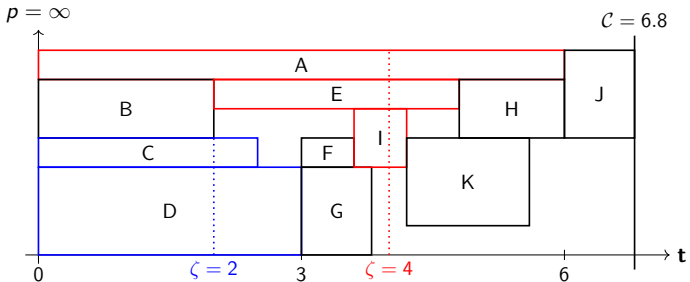 p = ∞
𝒞 = 6.8
A
J
E
B
H
I
C
F
K
D
G
t
0
ζ = 2
3
ζ = 4
6